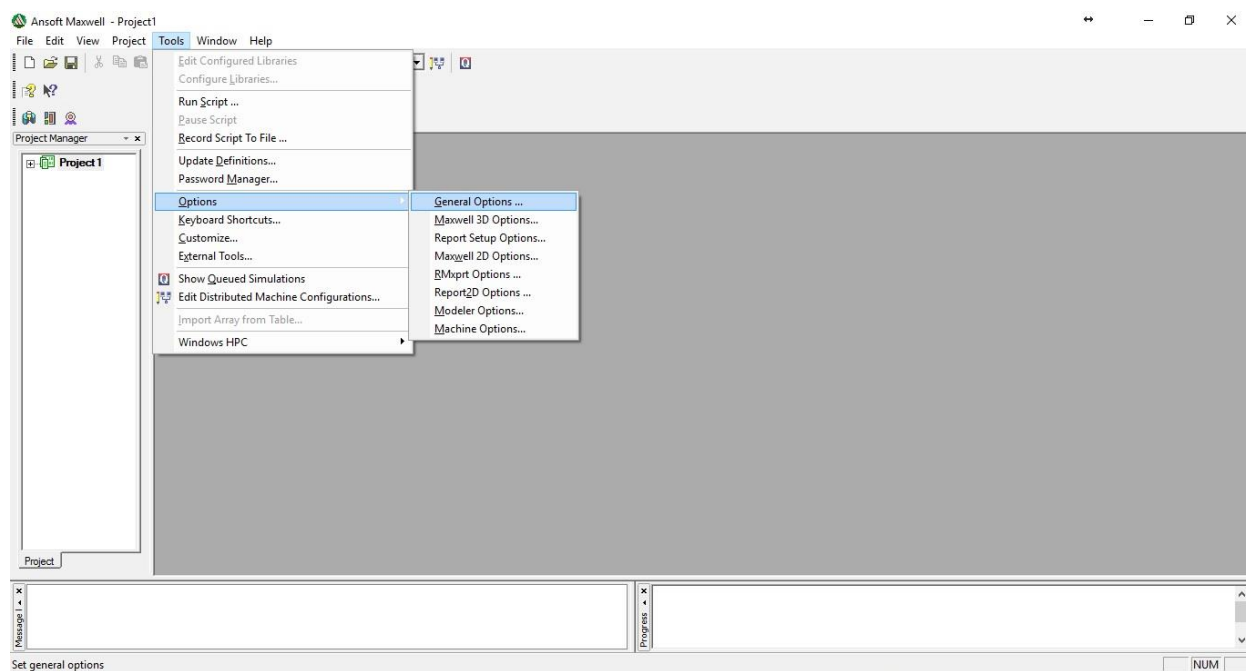 Ansoft Maxwell - Project1
File Edit View Project Tools Window Help
Edit Configured Libraries
Configure Libraries...
Run Script ...
Pause Script
Record Script To File ...
Update Definitions...
Password Manager...
Options
Keyboard Shortcuts...
Customize...
External Tools...
Show Queued Simulations
Edit Distributed Machine Configurations...
Import Array from Table...
Windows HPC
General Options ...
Maxwell 3D Options...
Report Setup Options...
Maxwell 2D Options...
RMxprt Options ...
Report2D Options ...
Modeler Options...
Machine Options...
Project Manager
Project1
Project
Message
Progress
Set general options
NUM